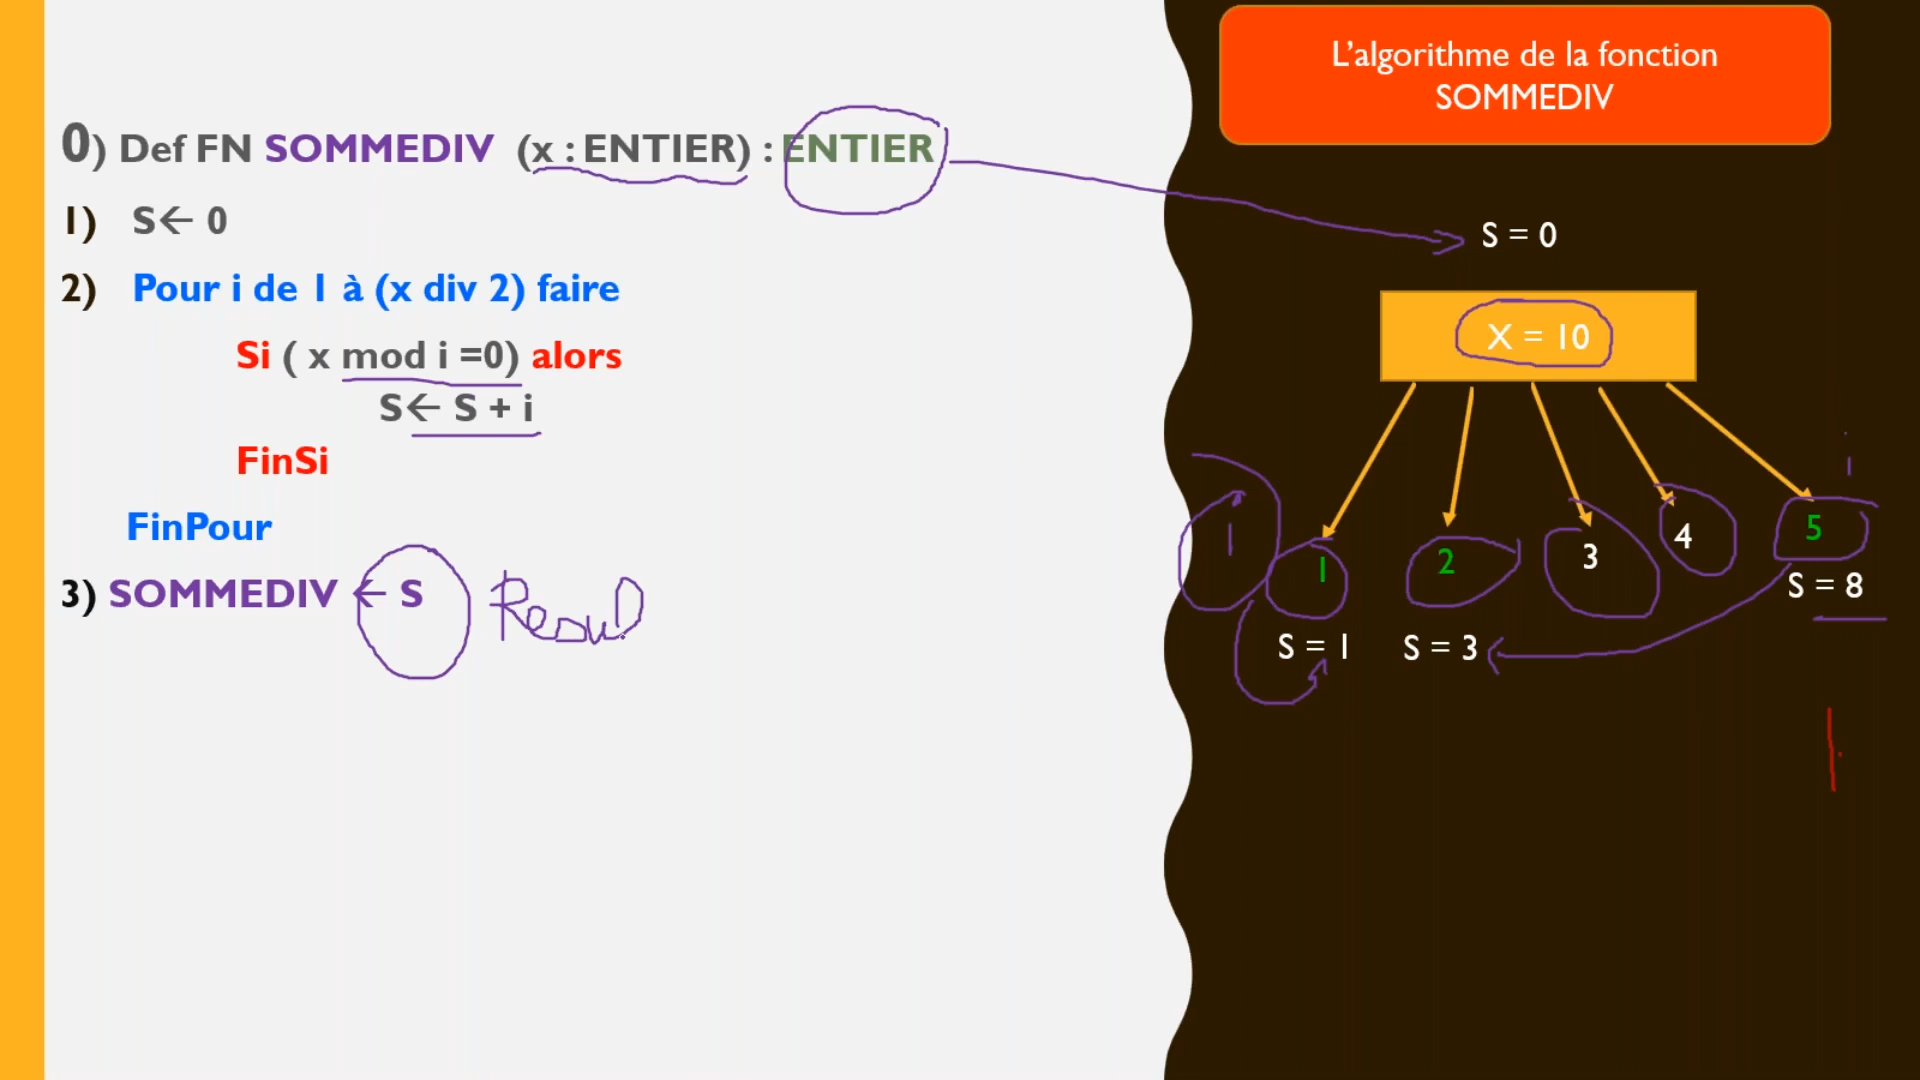 L'algorithme de la fonction
SOMMEDIV
0) Def FN SOMMEDIV (x : ENTIER) : ENTIER
1) S← 0
2) Pour i de 1 à (x div 2) faire
Si ( x mod i =0) alors
S← S + i
FinSi
FinPour
3) SOMMEDIV ← S
S = 0
X = 10
1
1
2
3
4
5
S = 1
S = 3
S = 8